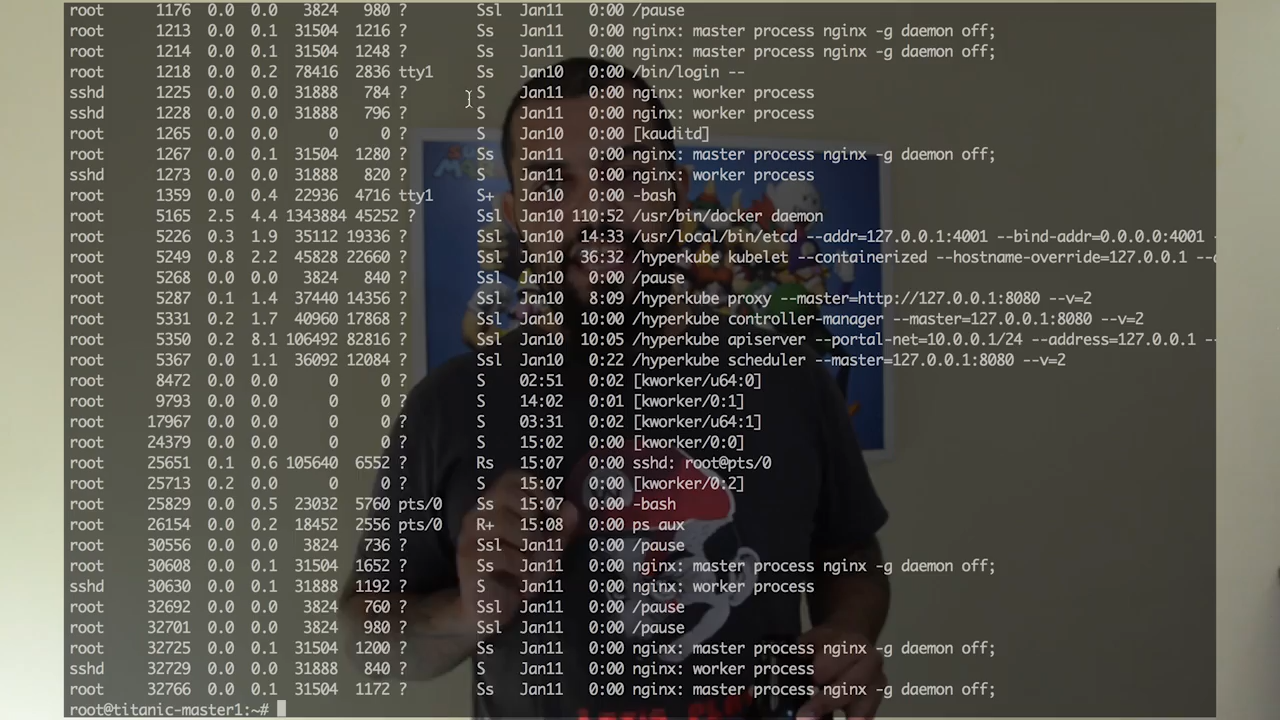 root 1176 0.0 0.0 3824 980 ? Ssl Jan11 0:00 /pause
root 1213 0.0 0.1 31504 1216 ? Ss Jan11 0:00 nginx: master process nginx -g daemon off;
root 1214 0.0 0.1 31504 1248 ? Ss Jan11 0:00 nginx: master process nginx -g daemon off;
root 1218 0.0 0.2 78416 2836 tty1 Ss Jan10 0:00 /bin/login --
sshd 1225 0.0 0.0 31888 784 ? S Jan11 0:00 nginx: worker process
sshd 1228 0.0 0.0 31888 796 ? S Jan11 0:00 nginx: worker process
root 1265 0.0 0.0 0 0 ? S Jan10 0:00 [kauditd]
root 1267 0.0 0.1 31504 1280 ? Ss Jan11 0:00 nginx: master process nginx -g daemon off;
sshd 1273 0.0 0.0 31888 820 ? S Jan11 0:00 nginx: worker process
root 1359 0.0 0.4 22936 4716 tty1 S+ Jan10 0:00 -bash
root 5165 2.5 4.4 1343884 45252 ? Ssl Jan10 110:52 /usr/bin/docker daemon
root 5226 0.3 1.9 35112 19336 ? Ssl Jan10 14:33 /usr/local/bin/etcd --addr=127.0.0.1:4001 --bind-addr=0.0.0.0:4001 -
root 5249 0.8 2.2 45828 22660 ? Ssl Jan10 36:32 /hyperkube kubelet --containerized --hostname-override=127.0.0.1 --
root 5268 0.0 0.0 3824 840 ? Ssl Jan10 0:00 /pause
root 5287 0.1 1.4 37440 14356 ? Ssl Jan10 8:09 /hyperkube proxy --master=http://127.0.0.1:8080 --v=2
root 5331 0.2 1.7 40960 17868 ? Ssl Jan10 10:00 /hyperkube controller-manager --master=127.0.0.1:8080 --v=2
root 5350 0.2 8.1 106492 82816 ? Ssl Jan10 10:05 /hyperkube apiserver --portal-net=10.0.0.1/24 --address=127.0.0.1 --
root 5367 0.0 1.1 36092 12084 ? Ssl Jan10 0:22 /hyperkube scheduler --master=127.0.0.1:8080 --v=2
root 8472 0.0 0.0 0 0 ? S 02:51 0:02 [kworker/u64:0]
root 9793 0.0 0.0 0 0 ? S 14:02 0:01 [kworker/0:1]
root 17967 0.0 0.0 0 0 ? S 03:31 0:02 [kworker/u64:1]
root 24379 0.0 0.0 0 0 ? S 15:02 0:00 [kworker/0:0]
root 25651 0.1 0.6 105640 6552 ? Rs 15:07 0:00 sshd: root@pts/0
root 25713 0.2 0.0 0 0 ? S 15:07 0:00 [kworker/0:2]
root 25829 0.0 0.5 23032 5760 pts/0 Ss 15:07 0:00 -bash
root 26154 0.0 0.2 18452 2556 pts/0 R+ 15:08 0:00 ps aux
root 30556 0.0 0.0 3824 736 ? Ssl Jan11 0:00 /pause
root 30608 0.0 0.1 31504 1652 ? Ss Jan11 0:00 nginx: master process nginx -g daemon off;
sshd 30630 0.0 0.1 31888 1192 ? S Jan11 0:00 nginx: worker process
root 32692 0.0 0.0 3824 760 ? Ssl Jan11 0:00 /pause
root 32701 0.0 0.0 3824 980 ? Ssl Jan11 0:00 /pause
root 32725 0.0 0.1 31504 1200 ? Ss Jan11 0:00 nginx: master process nginx -g daemon off;
sshd 32729 0.0 0.0 31888 840 ? S Jan11 0:00 nginx: worker process
root 32766 0.0 0.1 31504 1172 ? Ss Jan11 0:00 nginx: master process nginx -g daemon off;
root@titanic-master1:~#